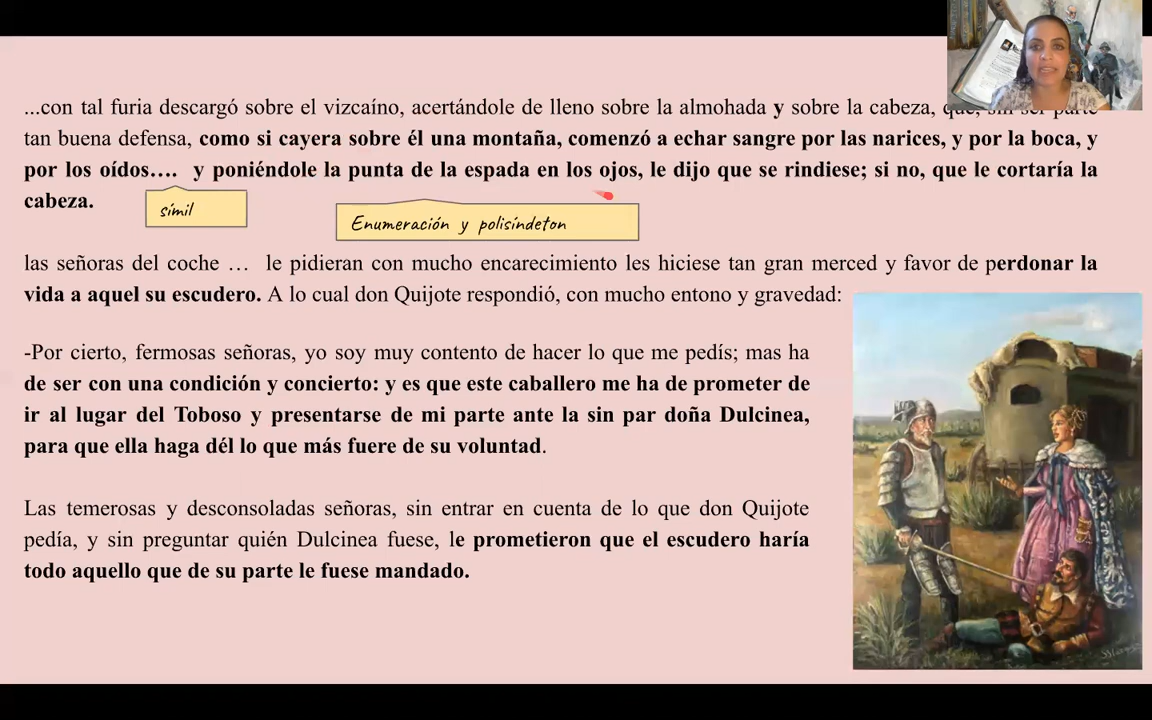 ...con tal furia descargó sobre el vizcaíno, acertándole de lleno sobre la almohada y sobre la cabeza, que, sin ser parte
tan buena defensa, como si cayera sobre él una montaña, comenzó a echar sangre por las narices, y por la boca, y
por los oídos…. y poniéndole la punta de la espada en los ojos, le dijo que se rindiese; si no, que le cortaría la
cabeza.
símil
Enumeración y polisíndeton
las señoras del coche … le pidieran con mucho encarecimiento les hiciese tan gran merced y favor de perdonar la
vida a aquel su escudero. A lo cual don Quijote respondió, con mucho entono y gravedad:
-Por cierto, fermosas señoras, yo soy muy contento de hacer lo que me pedís; mas ha
de ser con una condición y concierto: y es que este caballero me ha de prometer de
ir al lugar del Toboso y presentarse de mi parte ante la sin par doña Dulcinea,
para que ella haga dél lo que más fuere de su voluntad.
Las temerosas y desconsoladas señoras, sin entrar en cuenta de lo que don Quijote
pedía, y sin preguntar quién Dulcinea fuese, le prometieron que el escudero haría
todo aquello que de su parte le fuese mandado.